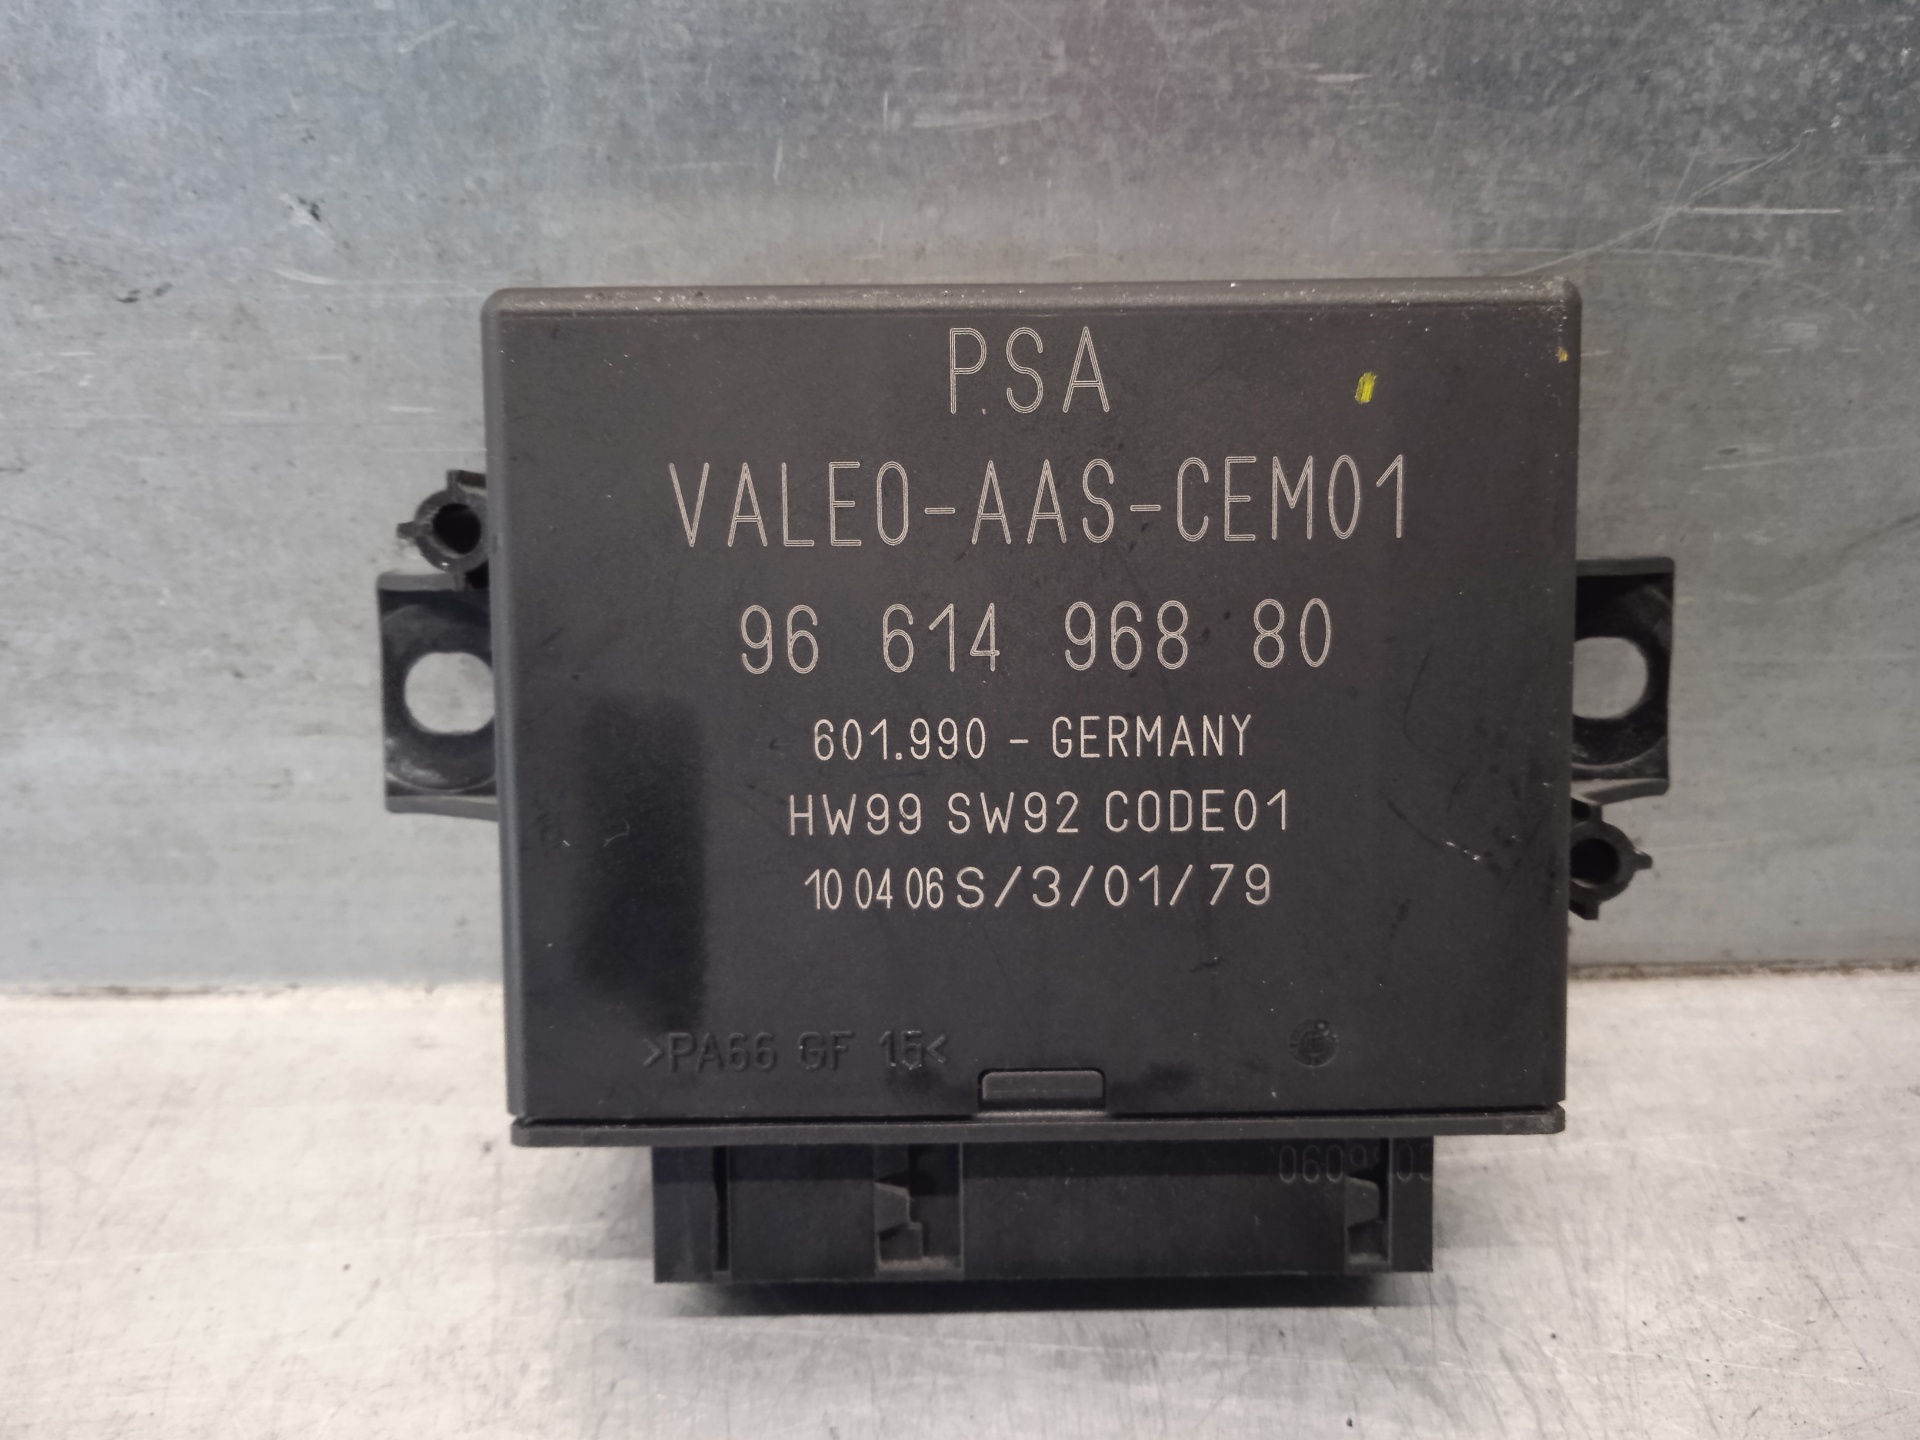 PSA
VALEO-AAS-CEM01
96 614 968 80
601.990 - GERMANY
HW99 SW92 CODE01
10 04 06 S/3/01/79
>PA66 GF 15<